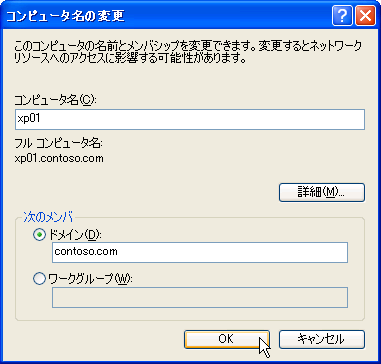 コンピュータ名の変更
このコンピュータの名前とメンバシップを変更できます。変更するとネットワーク
リソースへのアクセスに影響する可能性があります。
コンピュータ名(C):
xp01
フル コンピュータ名:
xp01.contoso.com
詳細(M)...
次のメンバ
ドメイン(D):
contoso.com
ワークグループ(W):
OK
キャンセル